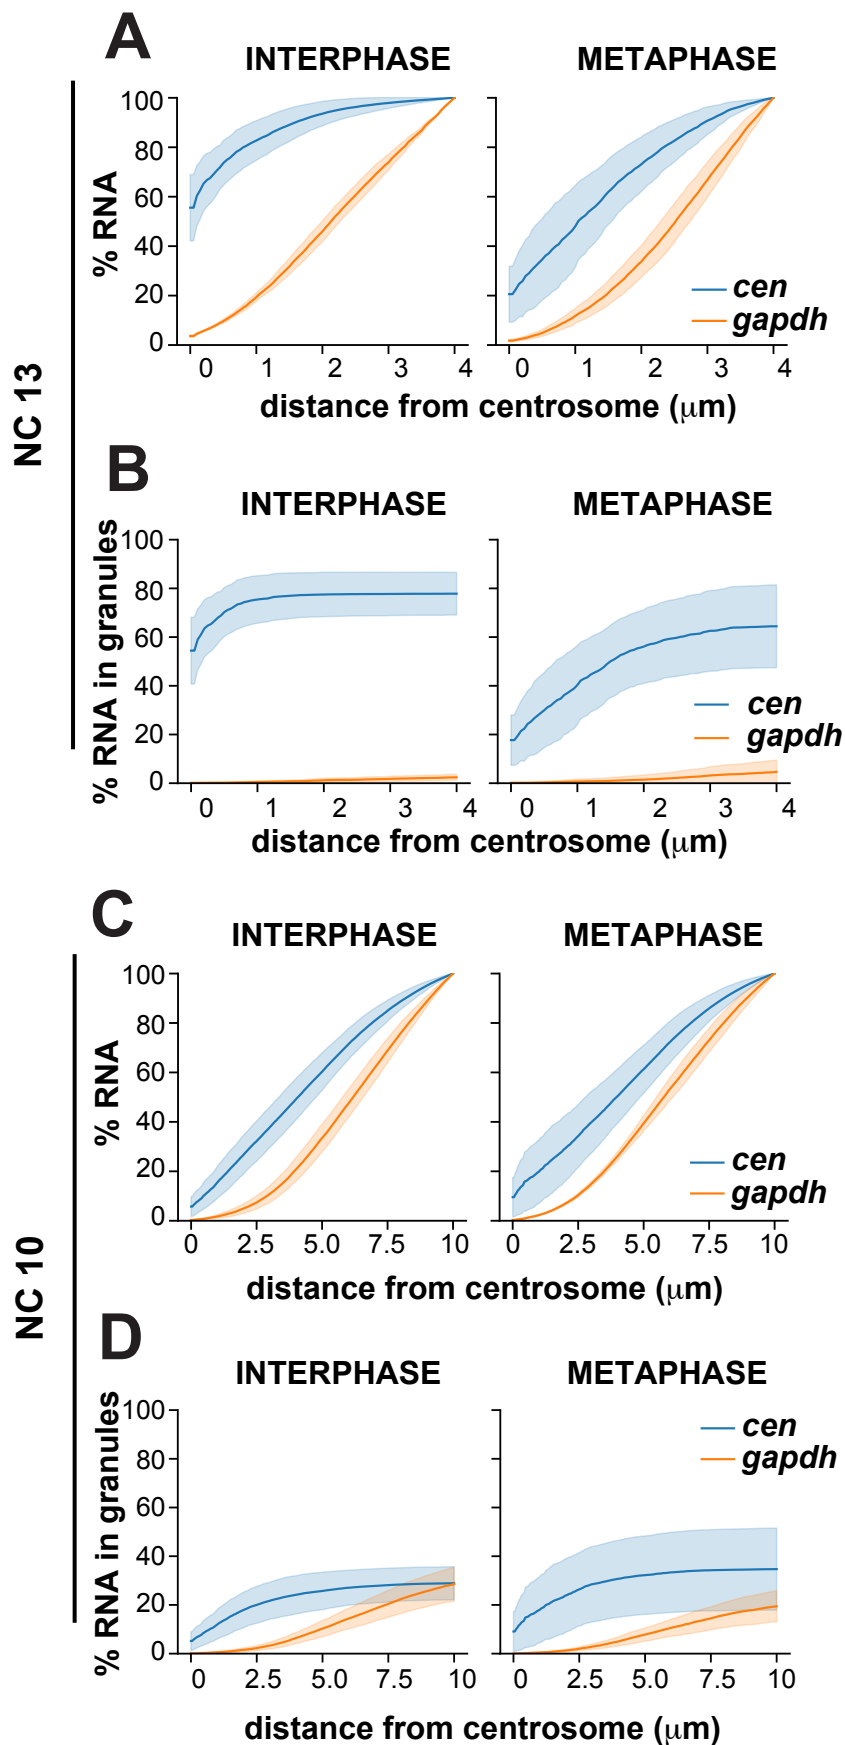 A
INTERPHASE METAPHASE
NC 13
% RNA
100
80
60
40
20
0
cen
gapdh
0 1 2 3 4 0 1 2 3 4
distance from centrosome (μm)
B
INTERPHASE METAPHASE
% RNA in granules
100
80
60
40
20
0
cen
gapdh
0 1 2 3 4 0 1 2 3 4
distance from centrosome (μm)
C
INTERPHASE METAPHASE
NC 10
% RNA
100
80
60
40
20
0
cen
gapdh
0 2.5 5.0 7.5 10 0 2.5 5.0 7.5 10
distance from centrosome (μm)
D
INTERPHASE METAPHASE
% RNA in granules
100
80
60
40
20
0
cen
gapdh
0 2.5 5.0 7.5 10 0 2.5 5.0 7.5 10
distance from centrosome (μm)